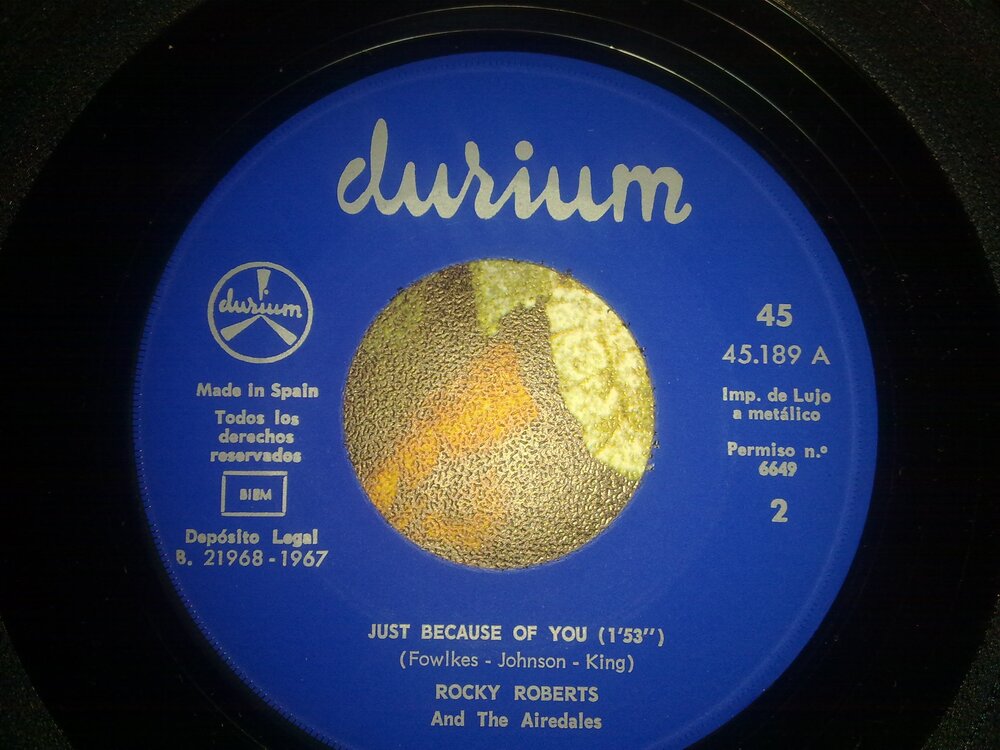 durium
durium
Made in Spain
Todos los
derechos
reservados
BIEM
Depósito Legal
B. 21968-1967
45
45.189 A
Imp. de Lujo
a metálico
Permiso n.º
6649
2
JUST BECAUSE OF YOU (1'53'')
(Fowlkes - Johnson - King)
ROCKY ROBERTS
And The Airedales